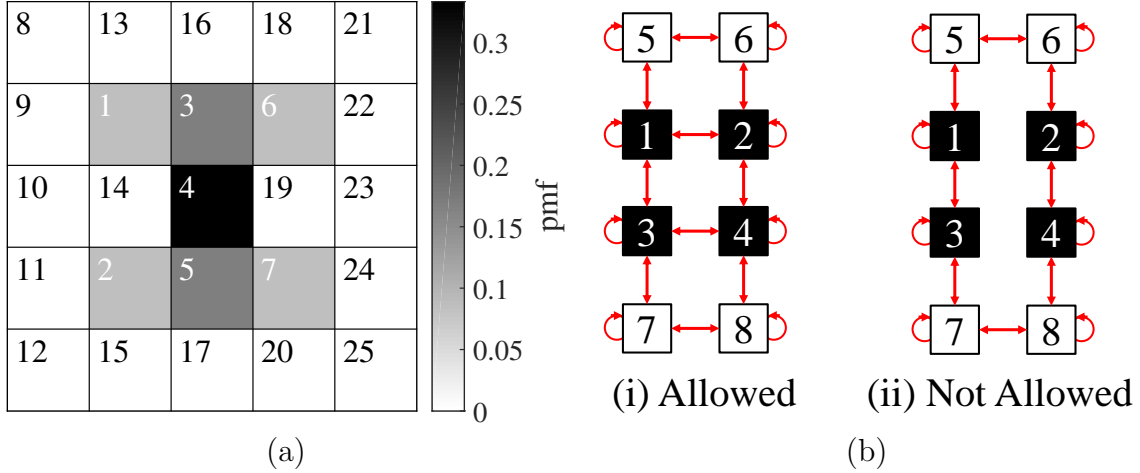 8 13 16 18 21
9 1 3 6 22
10 14 4 19 23
11 2 5 7 24
12 15 17 20 25
0.3
0.25
0.2
0.15
0.1
0.05
0
pmf
(a)
5 6
1 2
3 4
7 8
(i) Allowed
5 6
1 2
3 4
7 8
(ii) Not Allowed
(b)